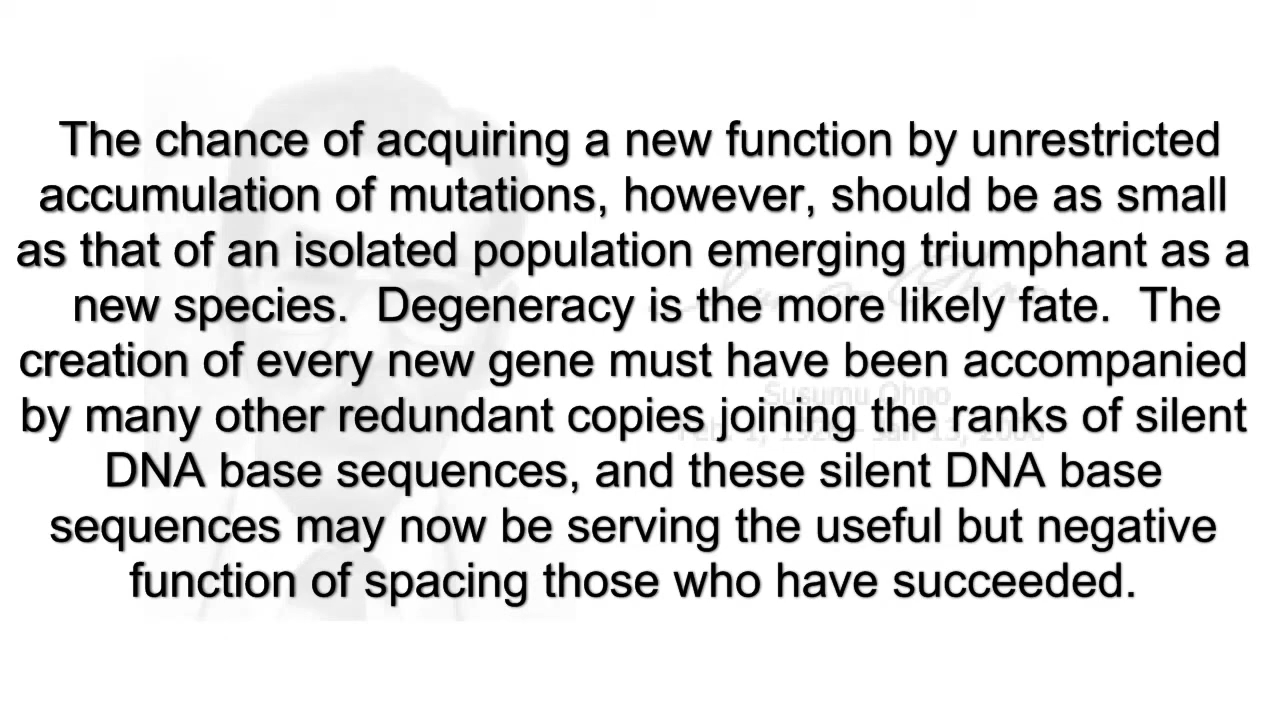 The chance of acquiring a new function by unrestricted
accumulation of mutations, however, should be as small
as that of an isolated population emerging triumphant as a
new species.  Degeneracy is the more likely fate.  The
creation of every new gene must have been accompanied
by many other redundant copies joining the ranks of silent
DNA base sequences, and these silent DNA base
sequences may now be serving the useful but negative
function of spacing those who have succeeded.
Susumu Ohno